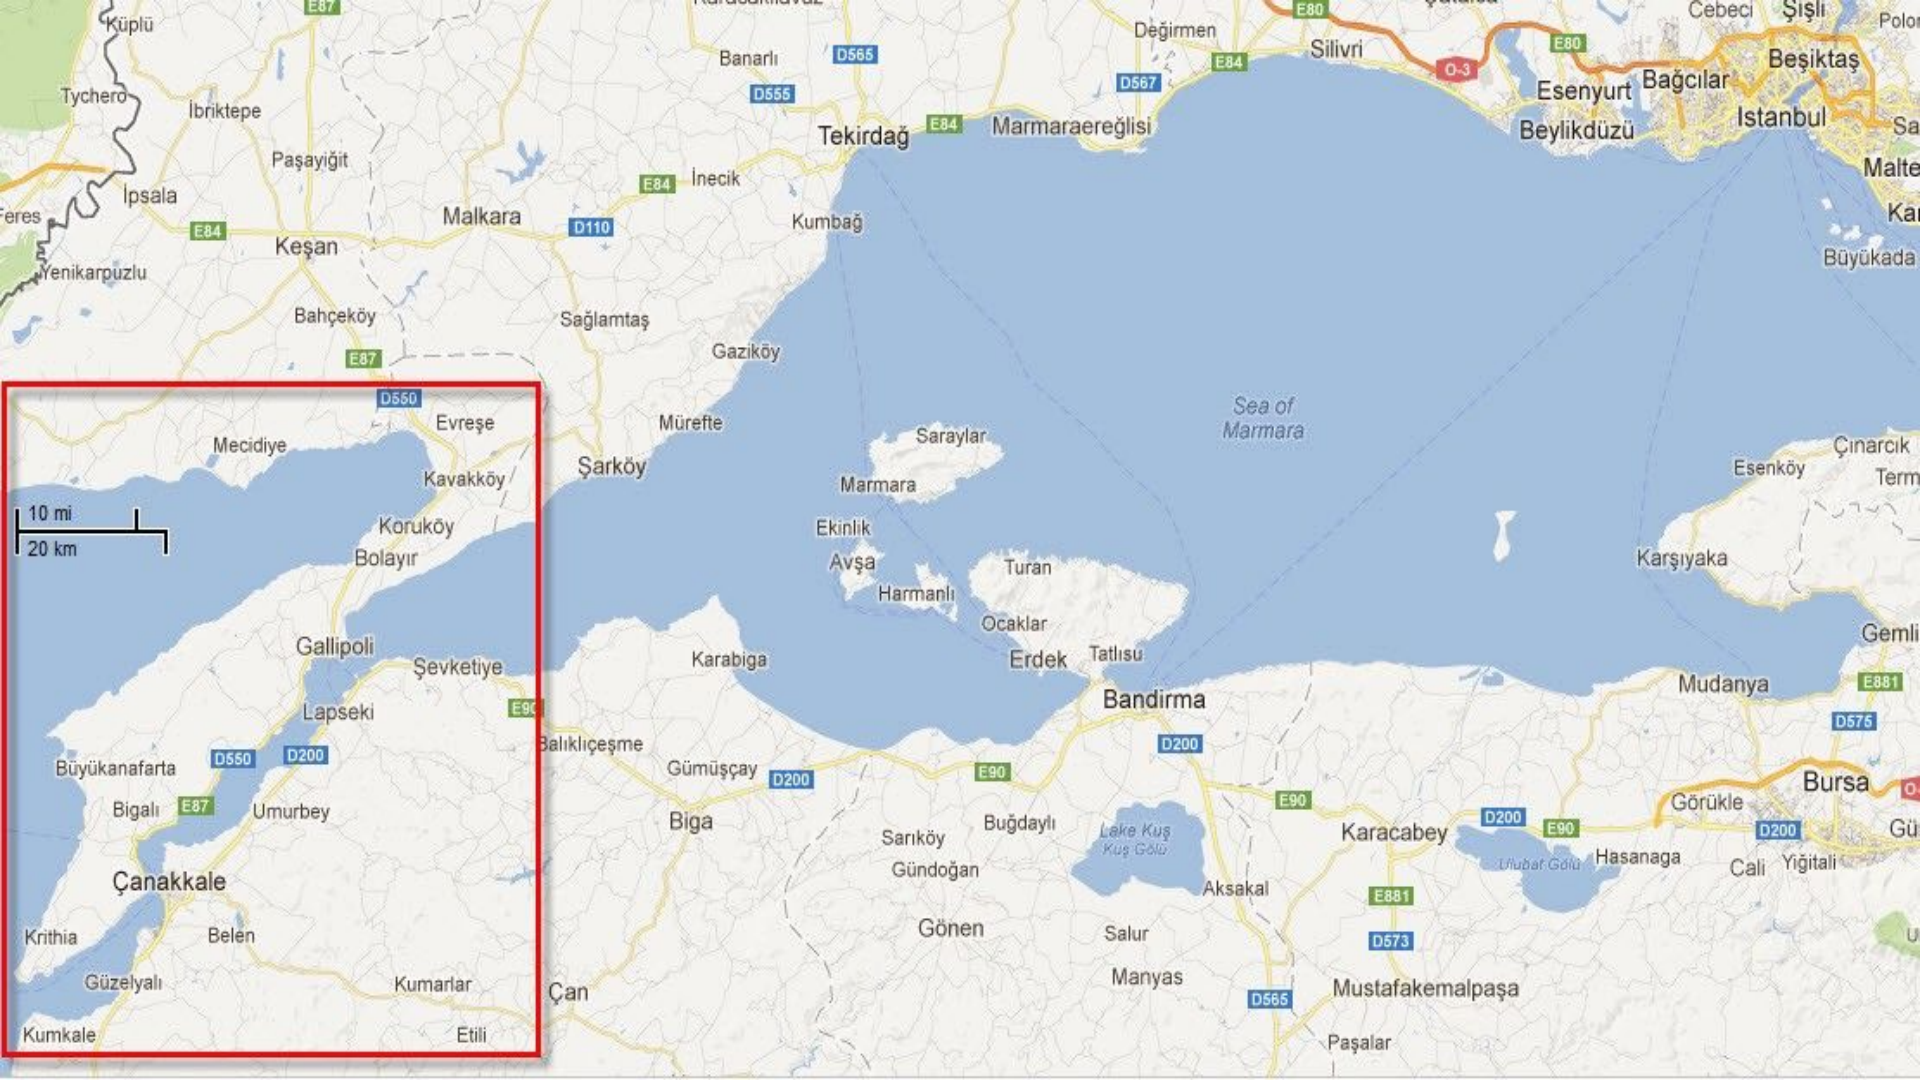 E87
Küplü
E80
Cebeci
Şişli
Değirmen
Silivri
E80
Banarlı
D565
E84
O-3
Beşiktaş
Tychero
D555
D567
Esenyurt
Bağcılar
İbriktepe
Tekirdağ
E84
Marmaraereğlisi
Beylikdüzü
Istanbul
Paşayiğit
İnecik
E84
İpsala
Malkara
D110
Kumbağ
E84
Keşan
Büyükada
Yenikarpuzlu
Bahçeköy
Sağlamtaş
E87
Gaziköy
D550
Evreşe
Mürefte
Sea of
Marmara
Mecidiye
Saraylar
Çınarcık
Kavakköy
Şarköy
Marmara
Esenköy
Term
10 mi
Koruköy
Ekinlik
20 km
Bolayır
Avşa
Turan
Karşıyaka
Harmanlı
Ocaklar
Gallipoli
Gemli
Şevketiye
Karabiga
Erdek
Tatlısu
Lapseki
E90
Bandirma
Mudanya
E881
D575
D550
D200
Balıklıçeşme
D200
Büyükanafarta
Gümüşçay
D200
E90
Bursa
Bigalı
E87
Umurbey
Biga
Sarıköy
Buğdaylı
Lake Kuş
Kuş Gölü
E90
Karacabey
D200
E90
Görükle
D200
Çanakkale
Gündoğan
Aksakal
Ulubat Gölü
Hasanaga
Cali
Yiğitali
E881
Krithia
Belen
Gönen
Salur
D573
Güzelyalı
Kumarlar
Çan
Manyas
D565
Mustafakemalpaşa
Kumkale
Etili
Paşalar